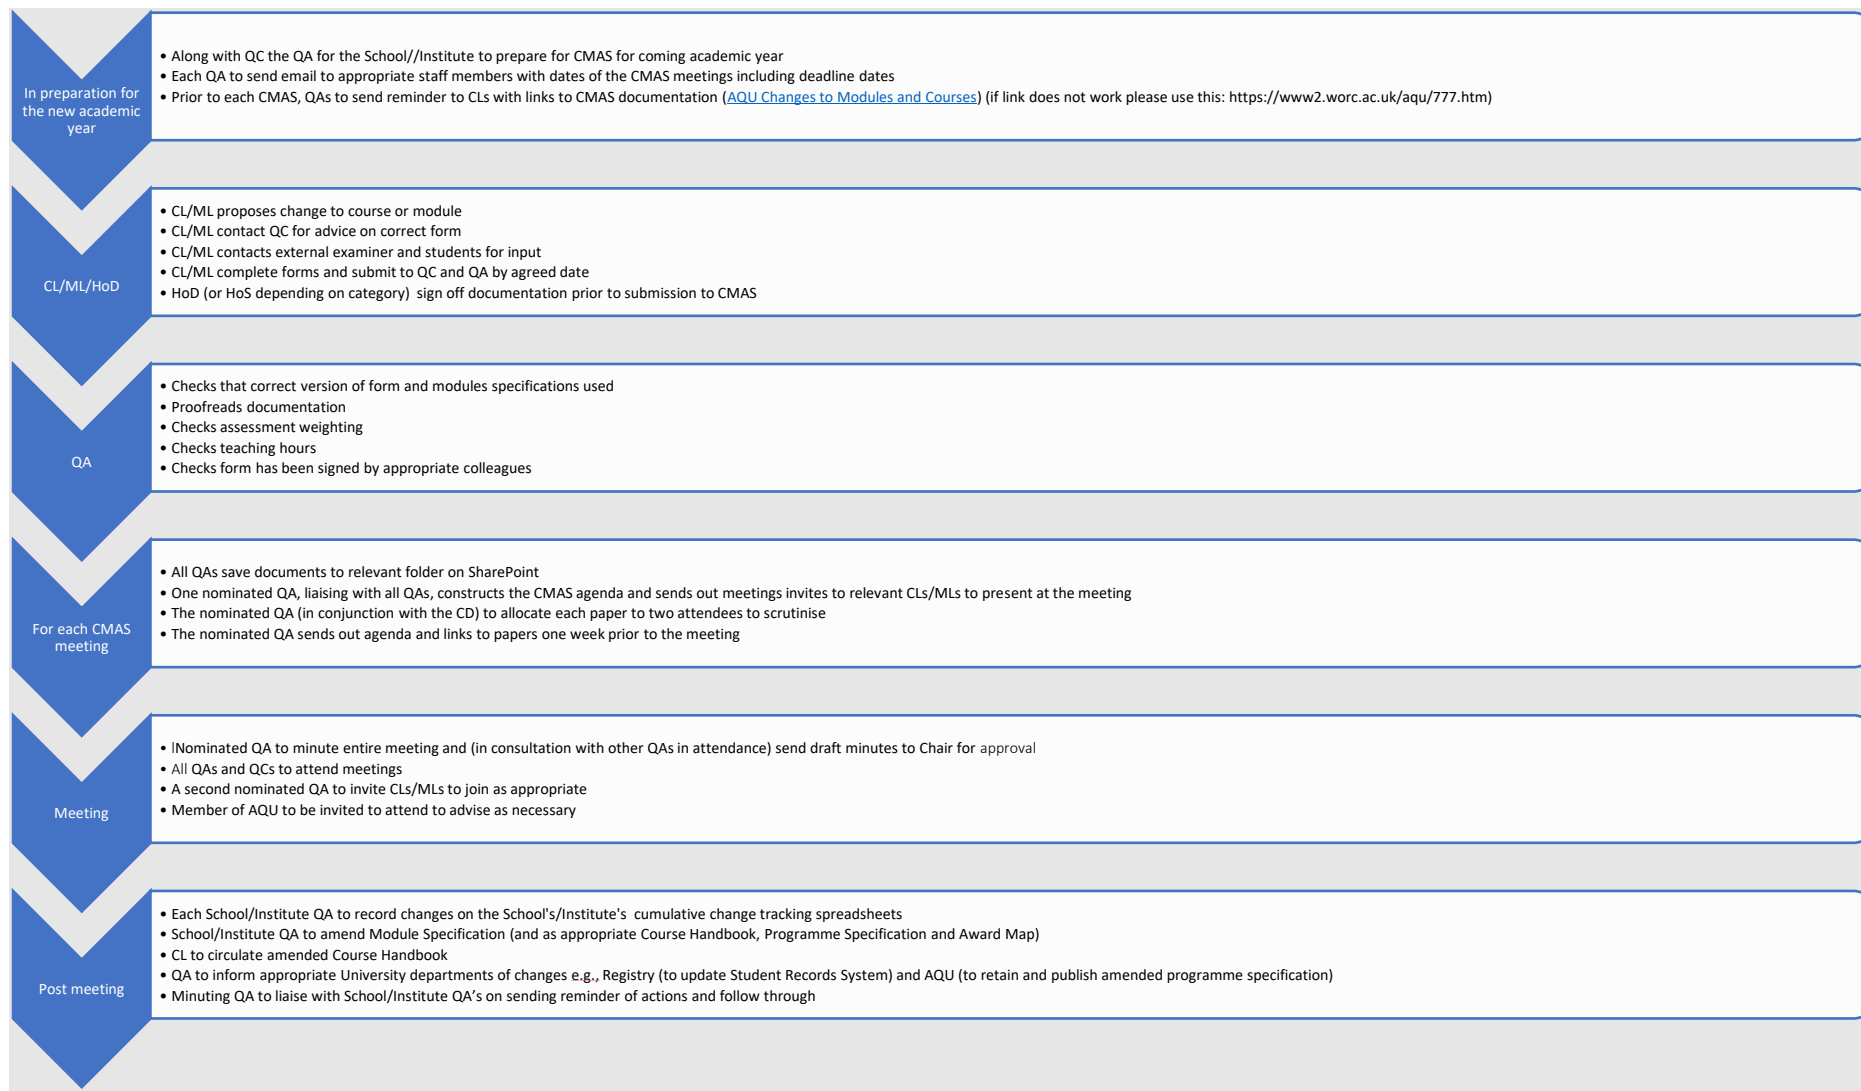 In preparation for
the new academic
year
• Along with QC the QA for the School//Institute to prepare for CMAS for coming academic year
• Each QA to send email to appropriate staff members with dates of the CMAS meetings including deadline dates
• Prior to each CMAS, QAs to send reminder to CLs with links to CMAS documentation (AQU Changes to Modules and Courses) (if link does not work please use this: https://www2.worc.ac.uk/aqu/777.htm)
CL/ML/HoD
• CL/ML proposes change to course or module
• CL/ML contact QC for advice on correct form
• CL/ML contacts external examiner and students for input
• CL/ML complete forms and submit to QC and QA by agreed date
• HoD (or HoS depending on category) sign off documentation prior to submission to CMAS
QA
• Checks that correct version of form and modules specifications used
• Proofreads documentation
• Checks assessment weighting
• Checks teaching hours
• Checks form has been signed by appropriate colleagues
For each CMAS
meeting
• All QAs save documents to relevant folder on SharePoint
• One nominated QA, liaising with all QAs, constructs the CMAS agenda and sends out meetings invites to relevant CLs/MLs to present at the meeting
• The nominated QA (in conjunction with the CD) to allocate each paper to two attendees to scrutinise
• The nominated QA sends out agenda and links to papers one week prior to the meeting
Meeting
• lNominated QA to minute entire meeting and (in consultation with other QAs in attendance) send draft minutes to Chair for approval
• All QAs and QCs to attend meetings
• A second nominated QA to invite CLs/MLs to join as appropriate
• Member of AQU to be invited to attend to advise as necessary
Post meeting
• Each School/Institute QA to record changes on the School's/Institute's cumulative change tracking spreadsheets
• School/Institute QA to amend Module Specification (and as appropriate Course Handbook, Programme Specification and Award Map)
• CL to circulate amended Course Handbook
• QA to inform appropriate University departments of changes e.g., Registry (to update Student Records System) and AQU (to retain and publish amended programme specification)
• Minuting QA to liaise with School/Institute QA’s on sending reminder of actions and follow through